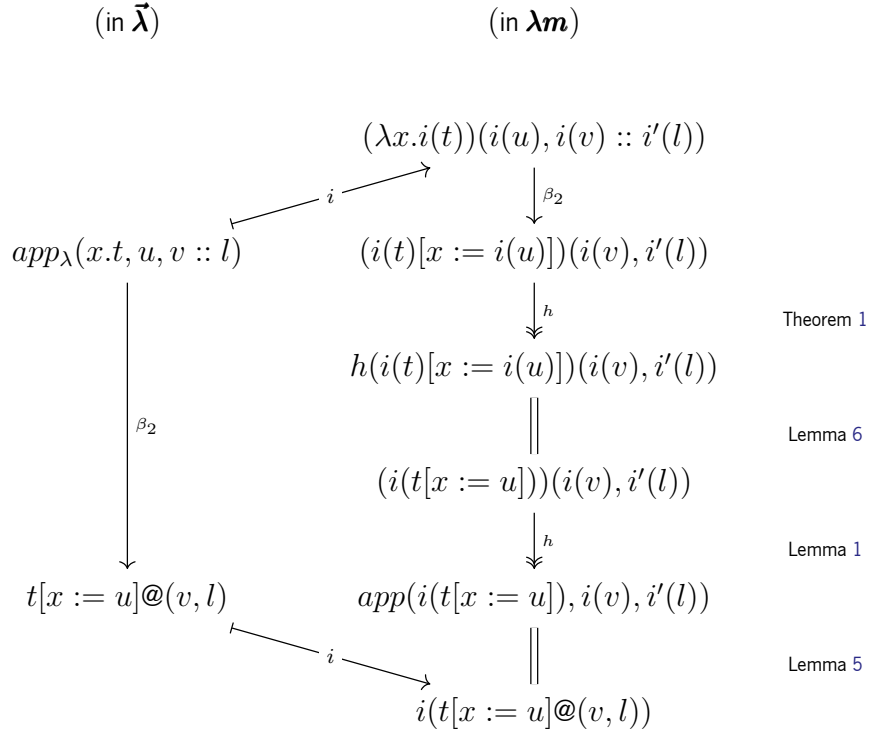 (in λ⃗) (in λm)
(λx.i(t))(i(u), i(v) :: i′(l))
i β₂
app_λ(x.t, u, v :: l) (i(t)[x := i(u)])(i(v), i′(l))
h Theorem 1
h(i(t)[x := i(u)])(i(v), i′(l))
β₂ Lemma 6
(i(t[x := u]))(i(v), i′(l))
h Lemma 1
t[x := u]@(v, l) app(i(t[x := u]), i(v), i′(l))
i Lemma 5
i(t[x := u]@(v, l))